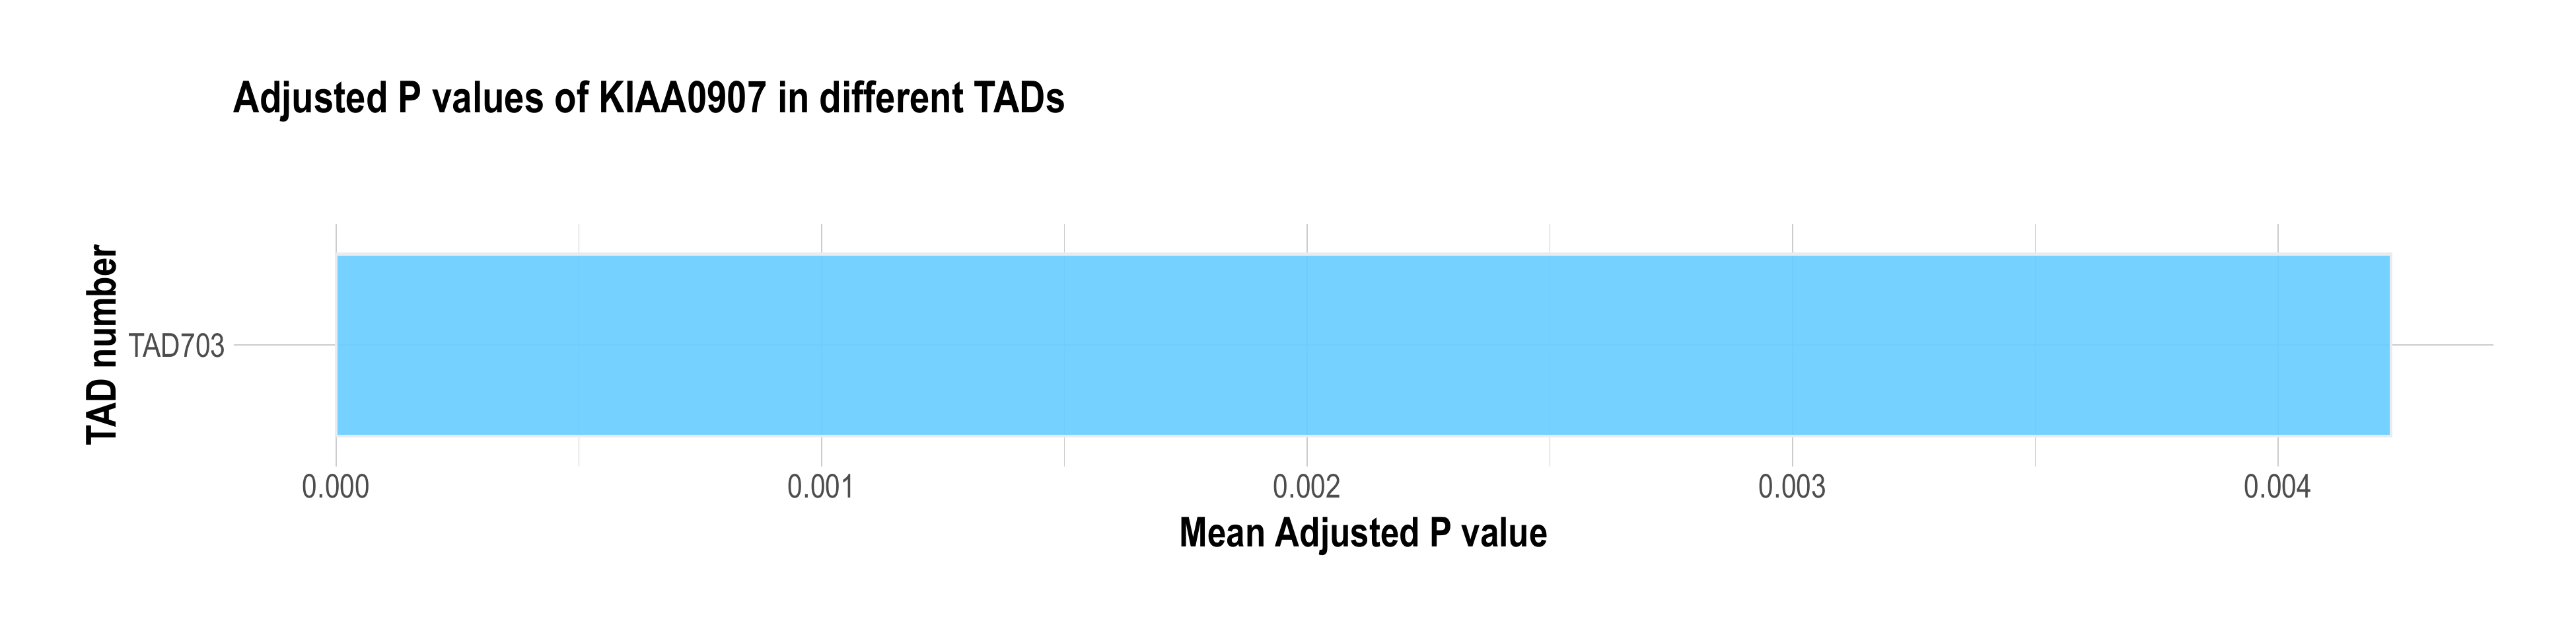 Adjusted P values of KIAA0907 in different TADs
TAD number
TAD703
0.000 0.001 0.002 0.003 0.004
Mean Adjusted P value